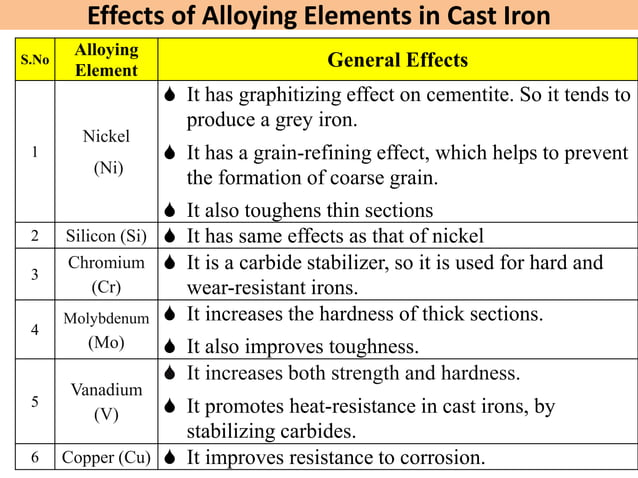 Effects of Alloying Elements in Cast Iron
S.No
Alloying
Element
General Effects
1
Nickel
(Ni)
It has graphitizing effect on cementite. So it tends to
produce a grey iron.
It has a grain-refining effect, which helps to prevent
the formation of coarse grain.
It also toughens thin sections
2
Silicon (Si)
It has same effects as that of nickel
3
Chromium
(Cr)
It is a carbide stabilizer, so it is used for hard and
wear-resistant irons.
4
Molybdenum
(Mo)
It increases the hardness of thick sections.
It also improves toughness.
5
Vanadium
(V)
It increases both strength and hardness.
It promotes heat-resistance in cast irons, by
stabilizing carbides.
6
Copper (Cu)
It improves resistance to corrosion.